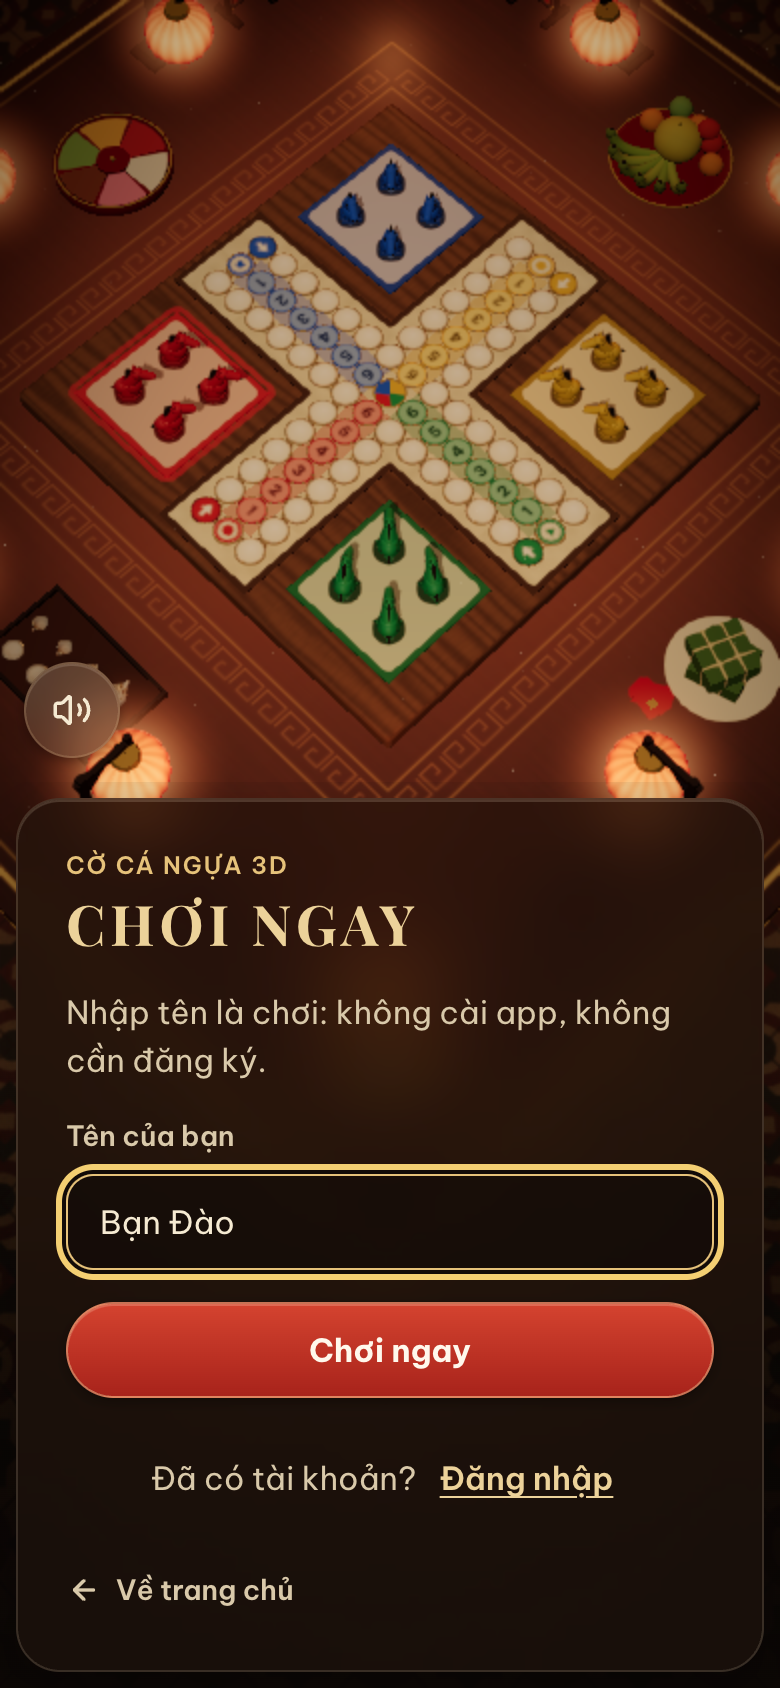 CỜ CÁ NGỰA 3D
CHƠI NGAY
Nhập tên là chơi: không cài app, không
cần đăng ký.
Tên của bạn
Bạn Đào
Chơi ngay
Đã có tài khoản? Đăng nhập
Về trang chủ